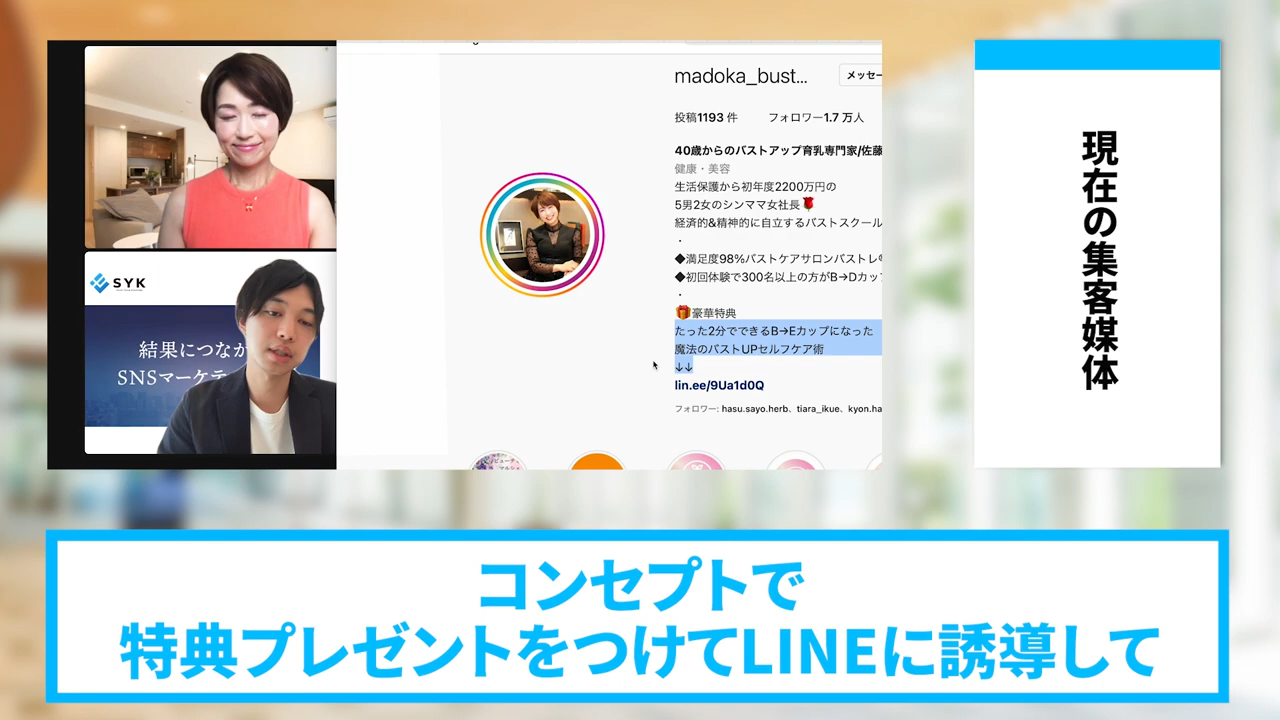 madoka_bust...
メッセー
投稿1193 件 フォロワー1.7 万人
40歳からのバストアップ育乳専門家/佐藤
健康・美容
生活保護から初年度2200万円の
5男2女のシンママ女社長🌹
経済的&精神的に自立するバストスクール
・
◆満足度98%バストケアサロンバストレ
◆初回体験で300名以上の方がB→Dカッ
・
🎁豪華特典
たった2分でできるB→Eカップになった
魔法のバストUPセルフケア術
↓↓
lin.ee/9Ua1d0Q
フォロワー: hasu.sayo.herb、tiara_ikue、kyon.ha
SYK
結果につなが
SNSマーケテ
現在の集客媒体
コンセプトで
特典プレゼントをつけてLINEに誘導して